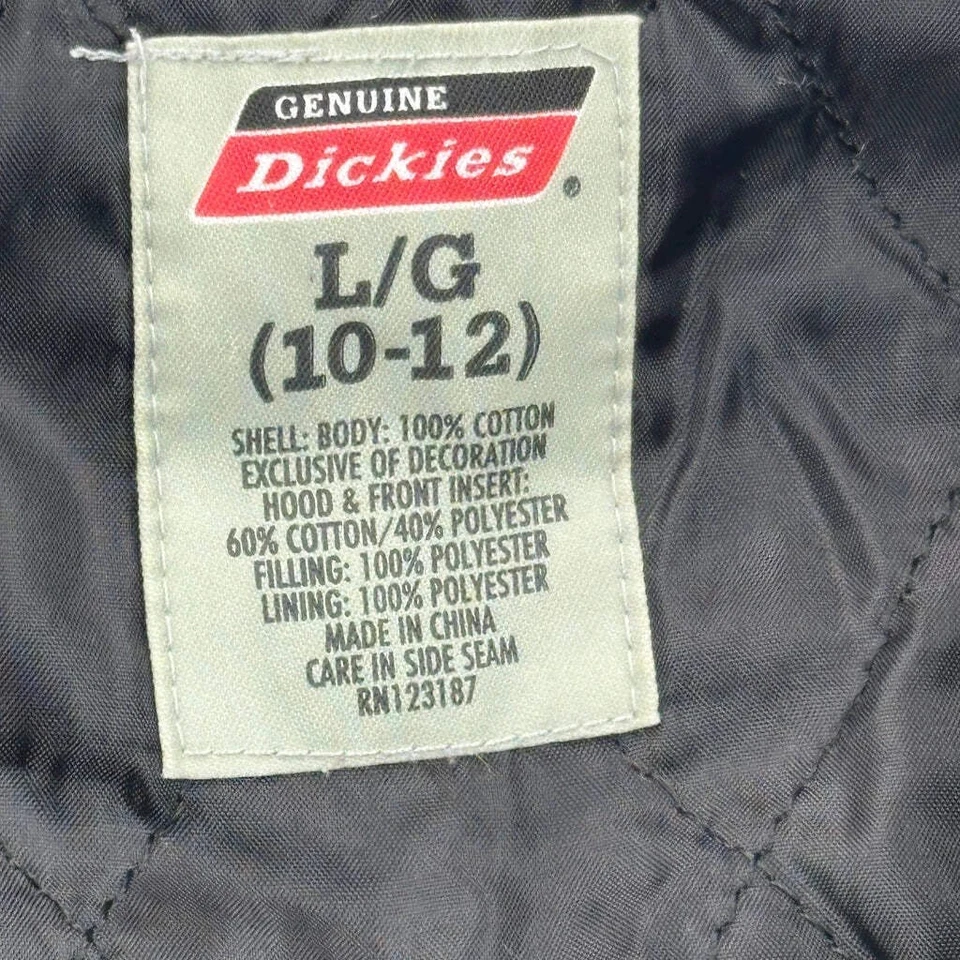 GENUINE
Dickies
L/G
(10-12)
SHELL: BODY: 100% COTTON
EXCLUSIVE OF DECORATION
HOOD & FRONT INSERT:
60% COTTON/40% POLYESTER
FILLING: 100% POLYESTER
LINING: 100% POLYESTER
MADE IN CHINA
CARE IN SIDE SEAM
RN123187